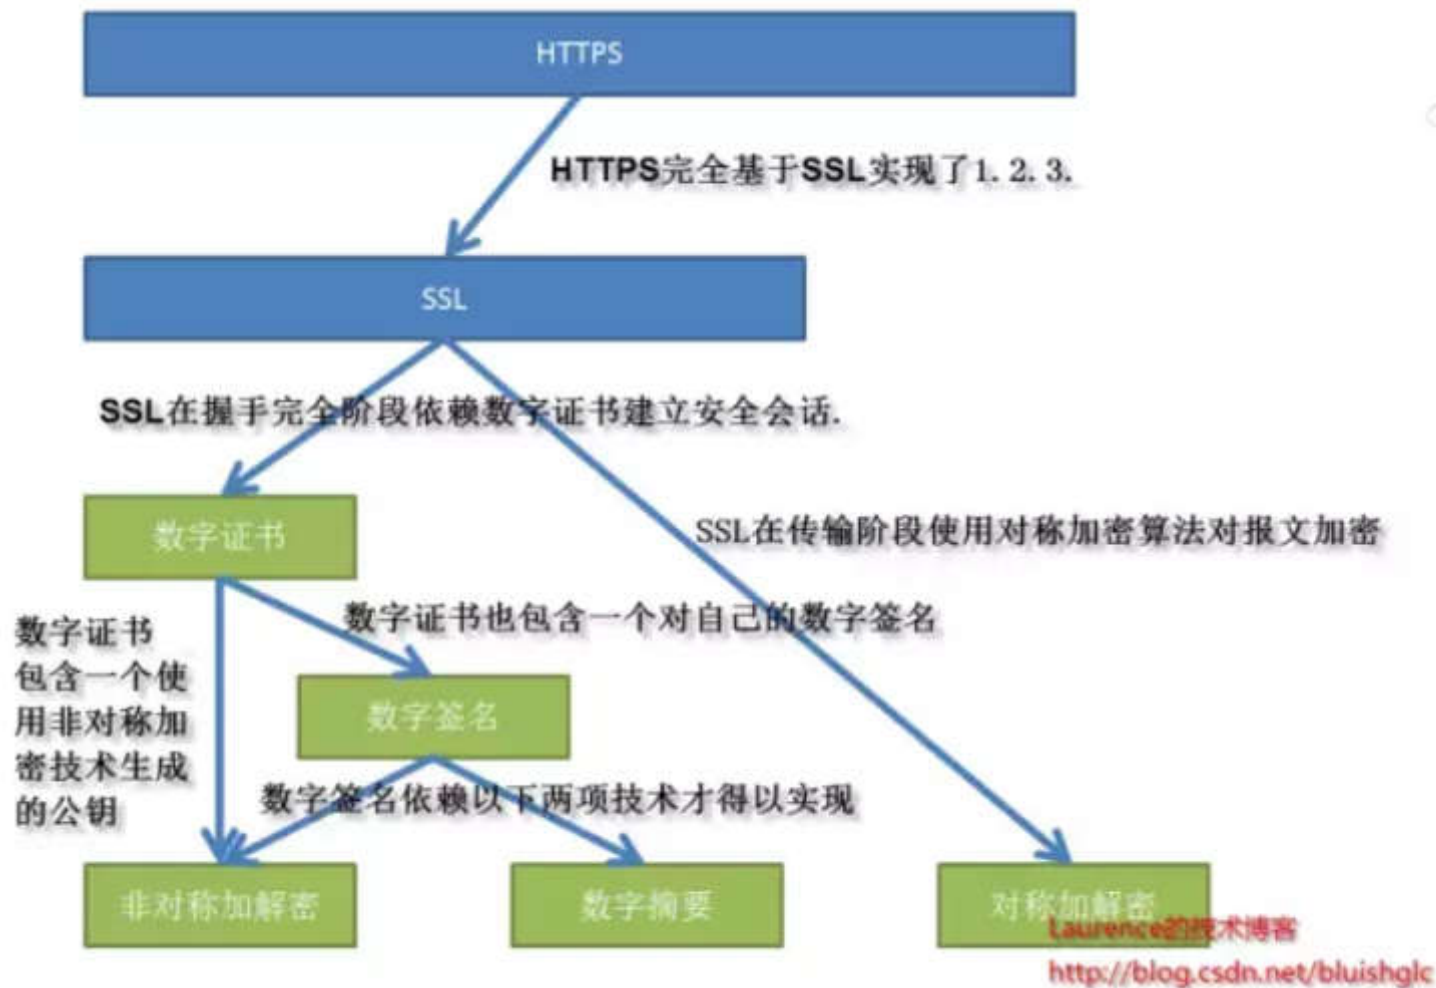 HTTPS
HTTPS完全基于SSL实现了1.2.3.
SSL
SSL在握手完全阶段依赖数字证书建立安全会话.
数字证书
SSL在传输阶段使用对称加密算法对报文加密
数字证书也包含一个对自己的数字签名
数字证书
包含一个使
用非对称加
密技术生成
的公钥
数字签名
数字签名依赖以下两项技术才得以实现
非对称加解密
数字摘要
对称加解密
Laurence的技术博客
http://blog.csdn.net/bluishglc